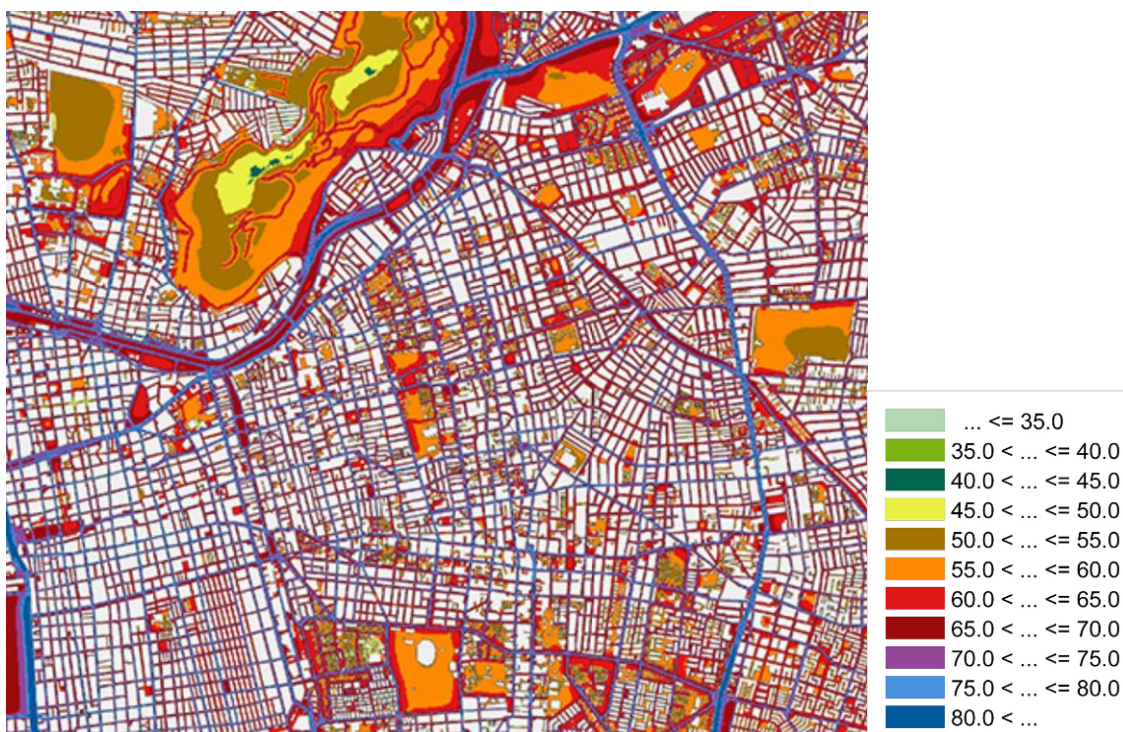 ... <= 35.0
35.0 < ... <= 40.0
40.0 < ... <= 45.0
45.0 < ... <= 50.0
50.0 < ... <= 55.0
55.0 < ... <= 60.0
60.0 < ... <= 65.0
65.0 < ... <= 70.0
70.0 < ... <= 75.0
75.0 < ... <= 80.0
80.0 < ...